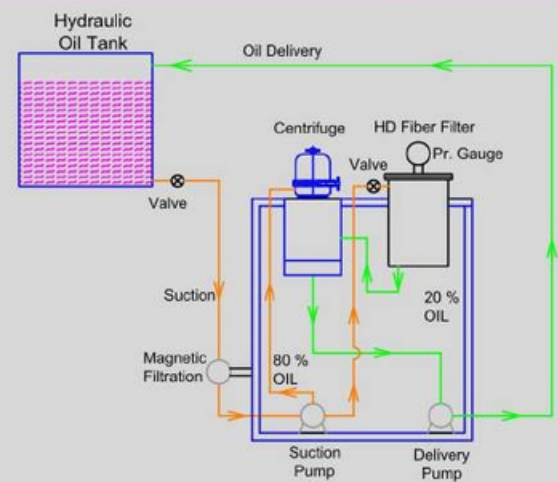 Hydraulic
Oil Tank
Oil Delivery
Centrifuge
HD Fiber Filter
Pr. Gauge
Valve
Valve
Suction
20 %
OIL
Magnetic
Filtration
80 %
OIL
Suction
Pump
Delivery
Pump